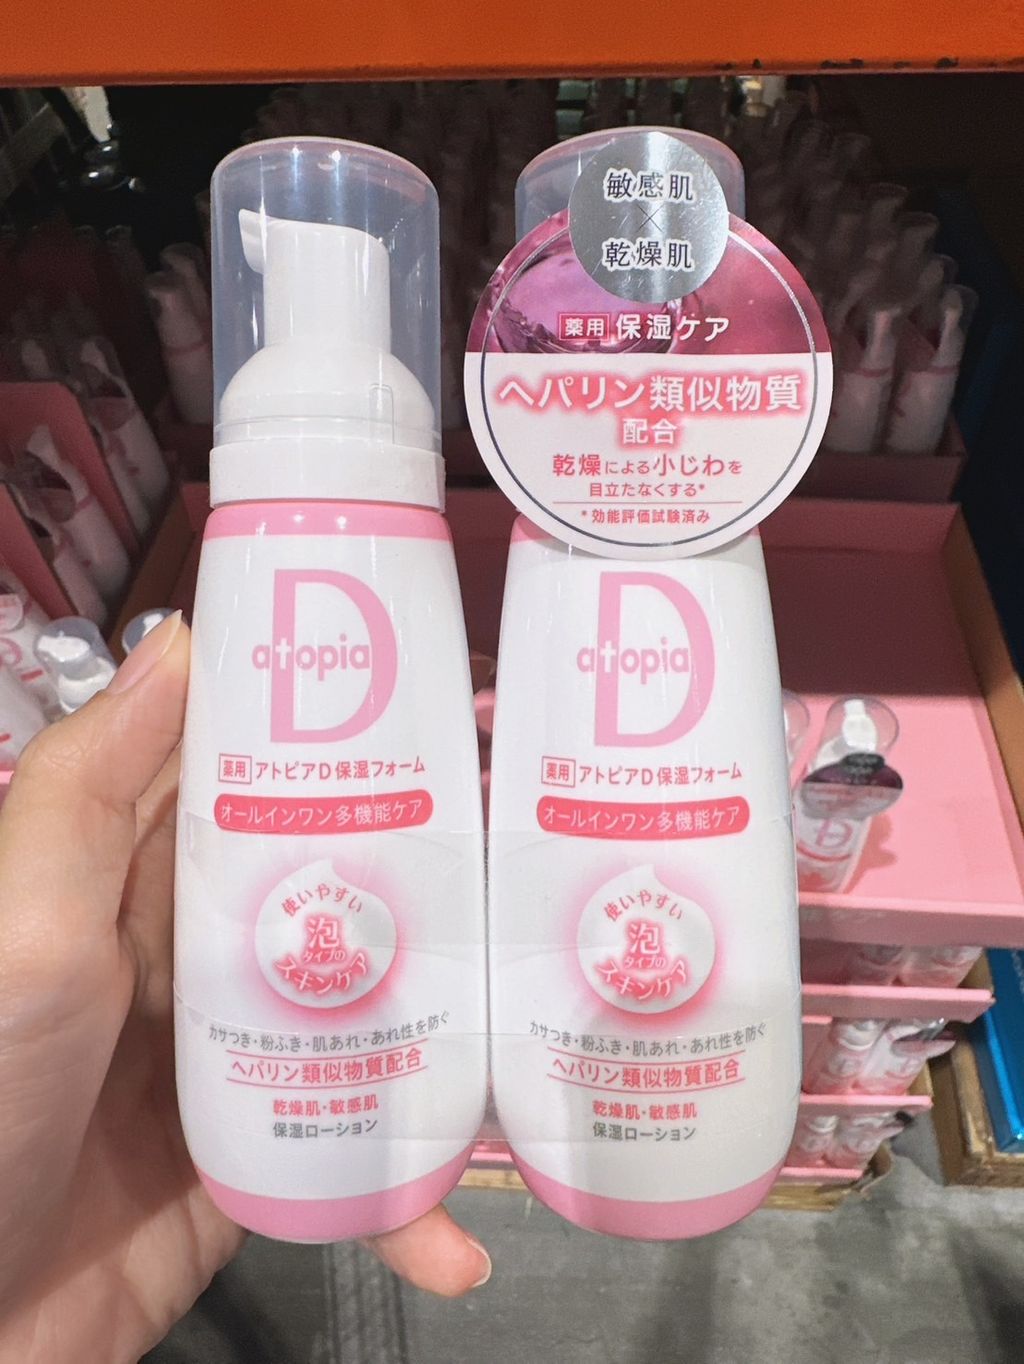 敏感肌
×
乾燥肌
薬用 保湿ケア
ヘパリン類似物質
配合
乾燥による小じわを
目立たなくする*
*効能評価試験済み
D
atopia
薬用 アトピアD保湿フォーム
オールインワン多機能ケア
使いやすい
泡
タイプの
スキンケア
カサつき・粉ふき・肌あれ・あれ性を防ぐ
ヘパリン類似物質配合
乾燥肌・敏感肌
保湿ローション
D
atopia
薬用 アトピアD保湿フォーム
オールインワン多機能ケア
使いやすい
泡
タイプの
スキンケア
カサつき・粉ふき・肌あれ・あれ性を防ぐ
ヘパリン類似物質配合
乾燥肌・敏感肌
保湿ローション
D